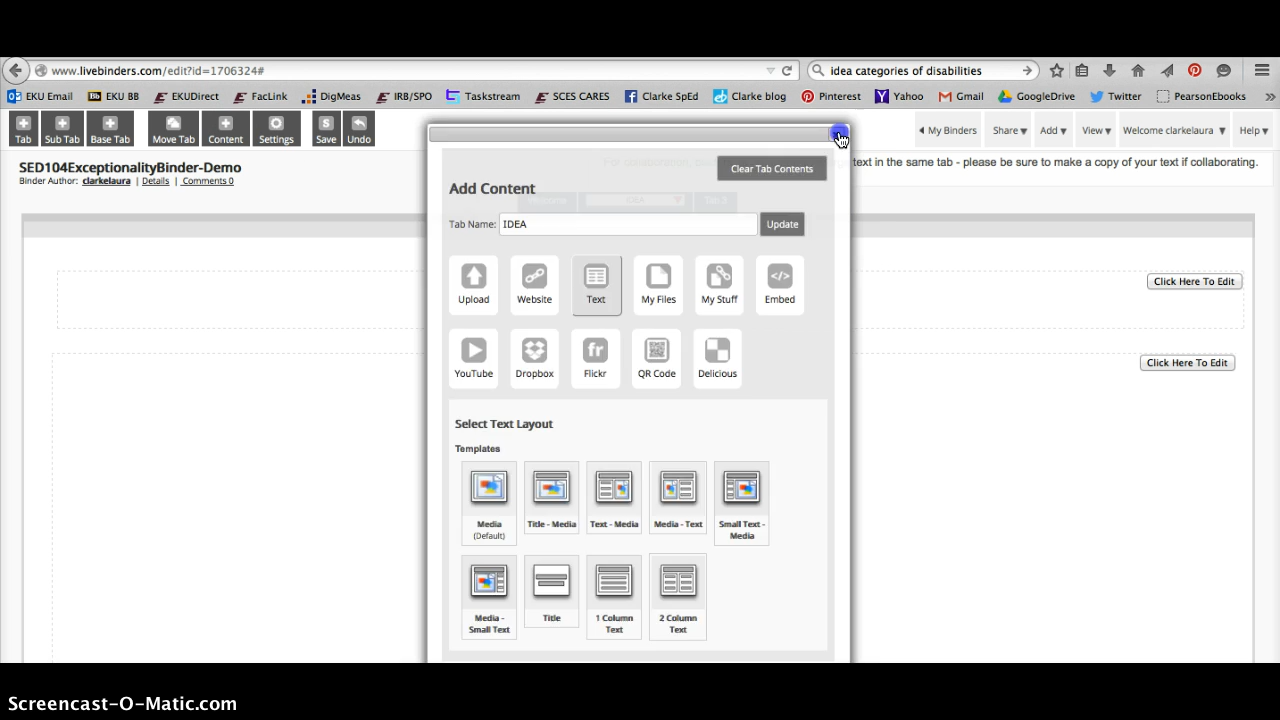 www.livebinders.com/edit?id=1706324#
idea categories of disabilities
EKU Email EKU BB EKUDirect FacLink DigMeas IRB/SPO Taskstream SCES CARES Clarke SpEd Clarke blog Pinterest Yahoo Gmail GoogleDrive Twitter PearsonEbooks »
Tab Sub Tab Base Tab Move Tab Content Settings Save Undo
My Binders Share Add View Welcome clarkelaura Help
SED104ExceptionalityBinder-Demo
Binder Author: clarkelaura | Details | Comments 0
text in the same tab - please be sure to make a copy of your text if collaborating.
Clear Tab Contents
Add Content
Tab Name: IDEA Update
Upload Website Text My Files My Stuff Embed
YouTube Dropbox Flickr QR Code Delicious
Click Here To Edit
Click Here To Edit
Select Text Layout
Templates
Media (Default)
Title - Media
Text - Media
Media - Text
Small Text - Media
Media - Small Text
Title
1 Column Text
2 Column Text
Screencast-O-Matic.com